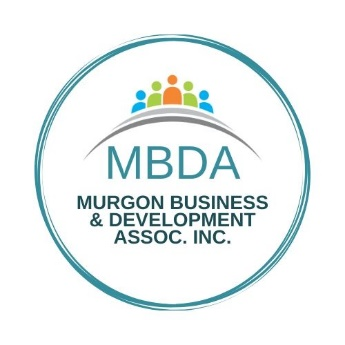 MBDA
MURGON BUSINESS
& DEVELOPMENT
ASSOC. INC.